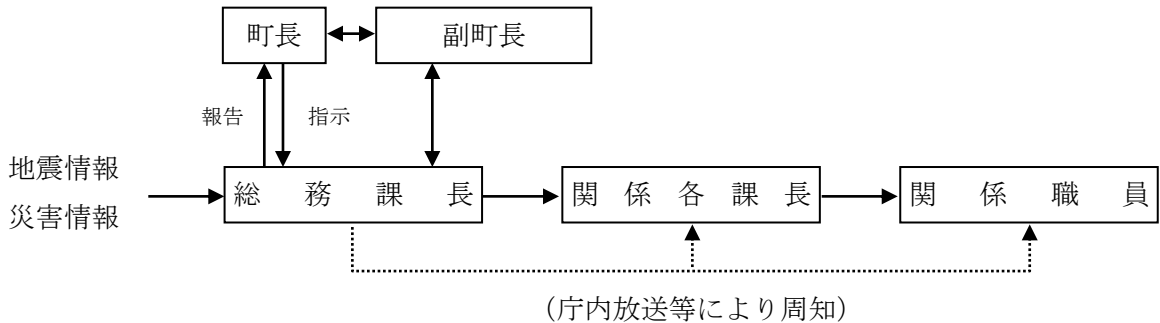 町長
副町長
報告
指示
地震情報
災害情報
総務課長
関係各課長
関係職員
（庁内放送等により周知）